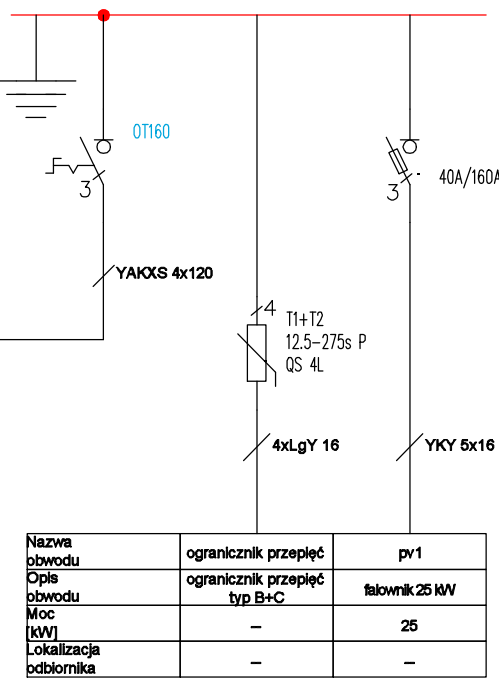 OT160
3
3
40A/160A
YAKXS 4x120
4
T1+T2
12.5-275s P
QS 4L
4xLgY 16
YKY 5x16
Nazwa obwodu
ogranicznik przepięć
pv1
Opis obwodu
ogranicznik przepięć
typ B+C
falownik 25 kW
Moc [kW]
–
25
Lokalizacja odbiornika
–
–